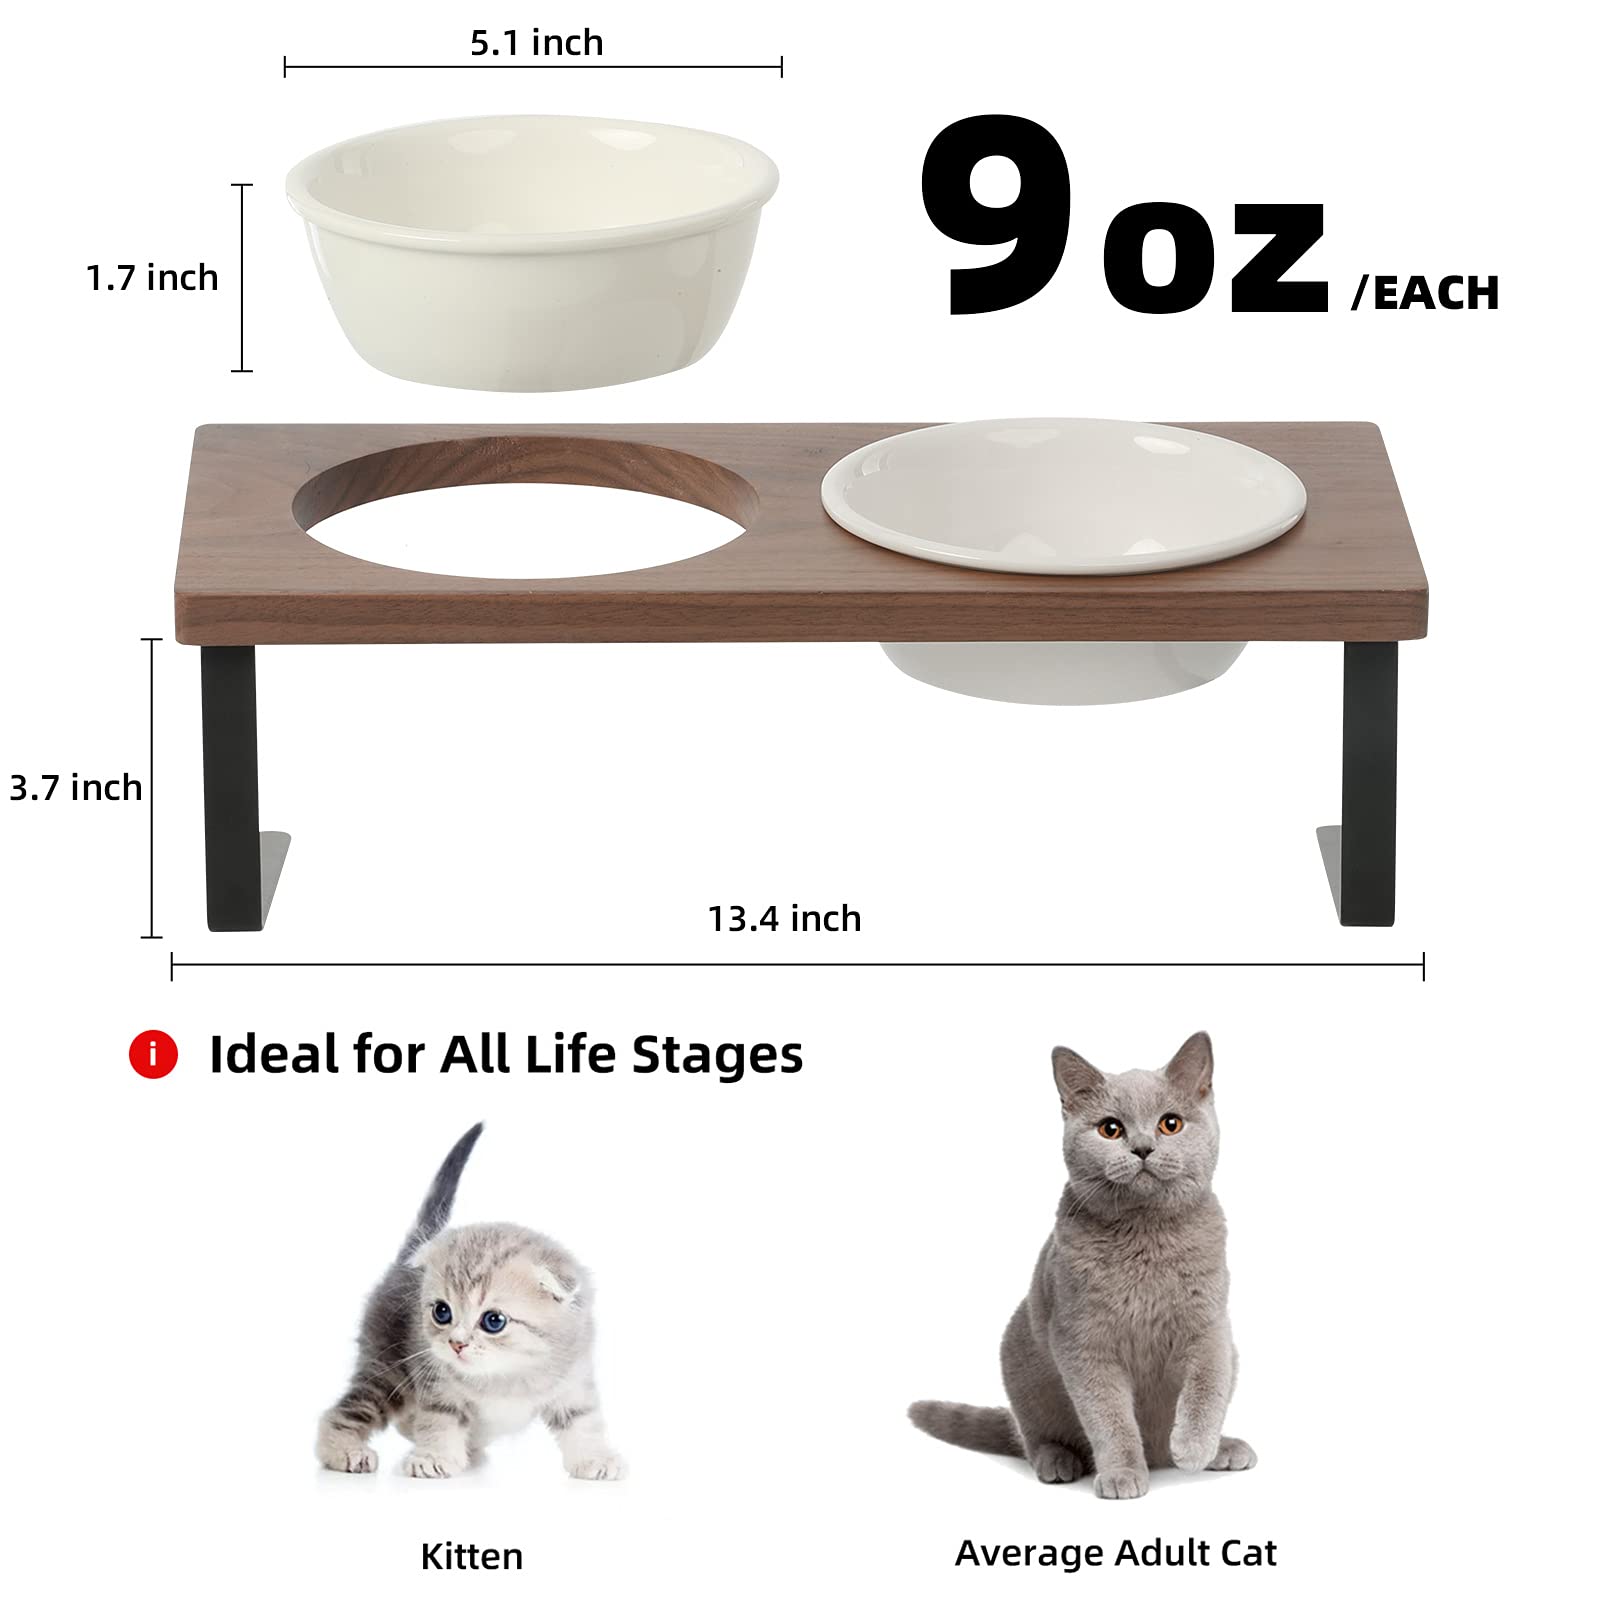 5.1 inch
9oz /EACH
1.7 inch
3.7 inch
13.4 inch
i Ideal for All Life Stages
Kitten
Average Adult Cat